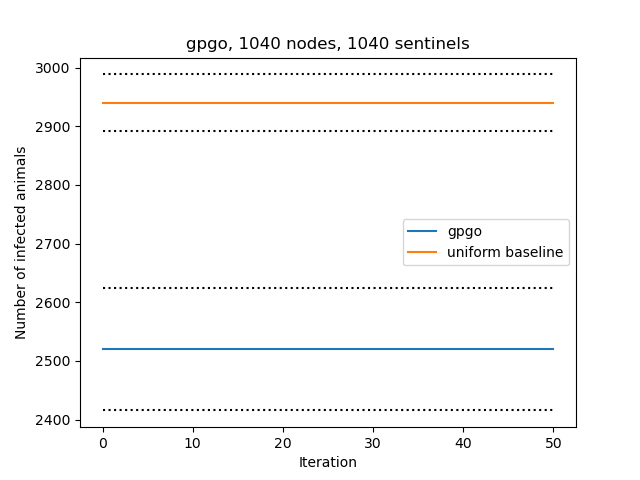 gpgo, 1040 nodes, 1040 sentinels
3000
2900
2800
2700
2600
2500
2400
Number of infected animals
gpgo
uniform baseline
0 10 20 30 40 50
Iteration